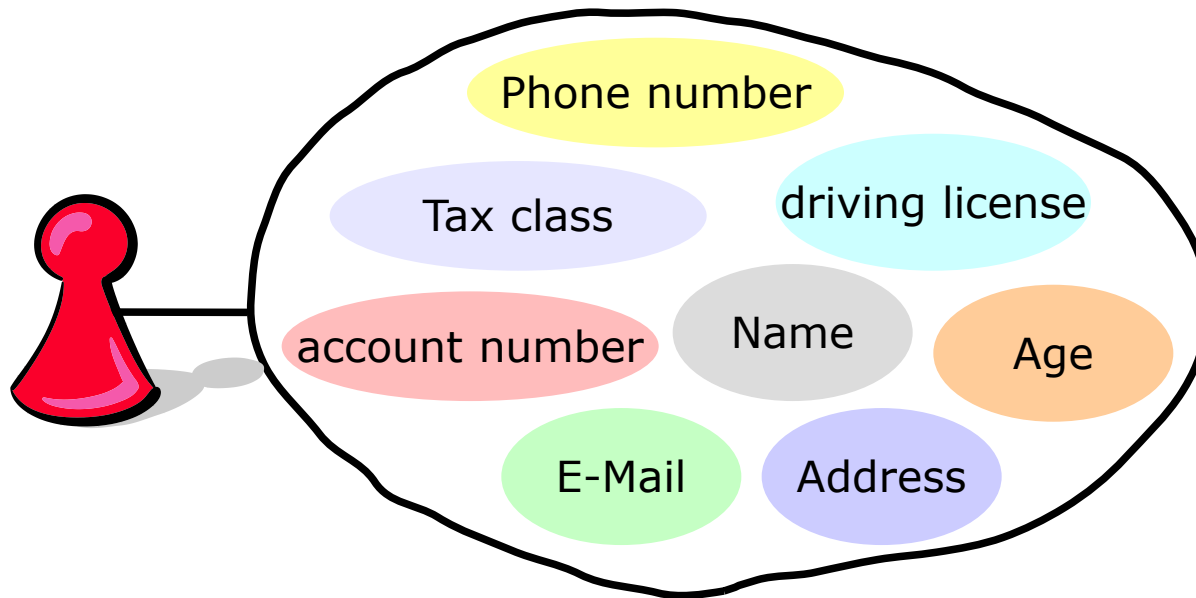 Phone number
driving license
Tax class
Name
account number
Age
E-Mail
Address